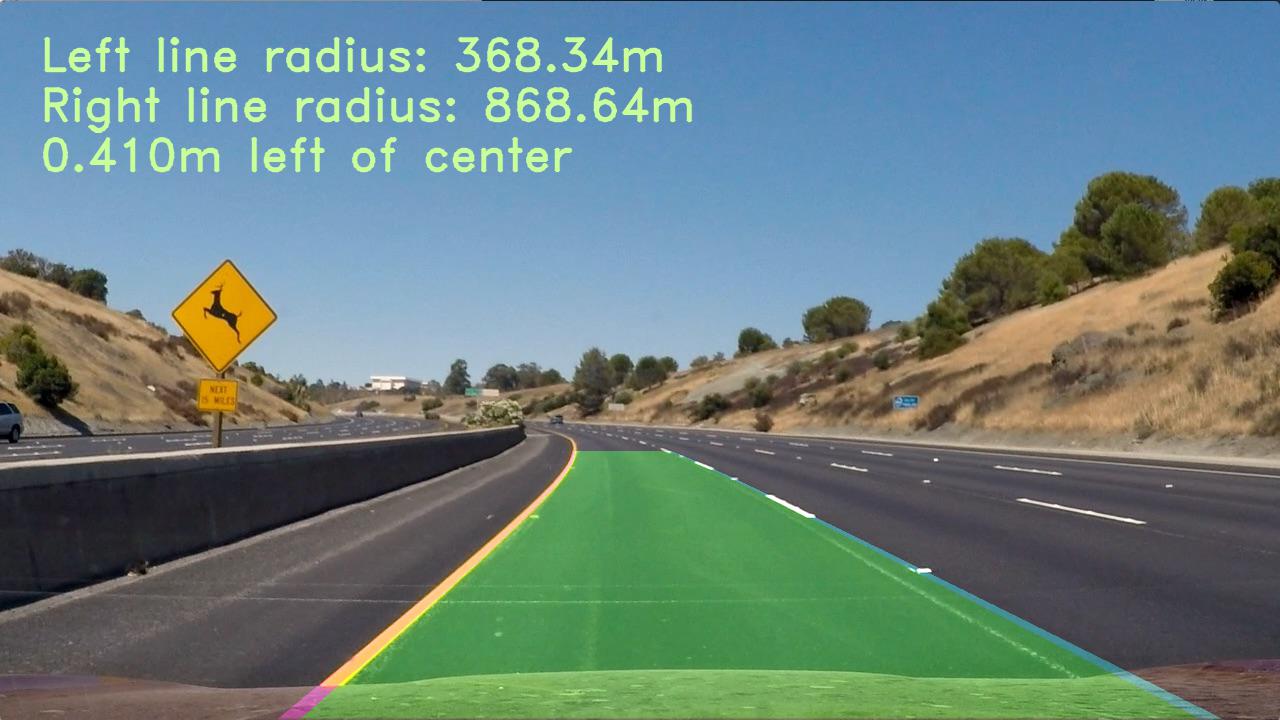 Left line radius: 368.34m
Right line radius: 868.64m
0.410m left of center
NEXT
15 MILES